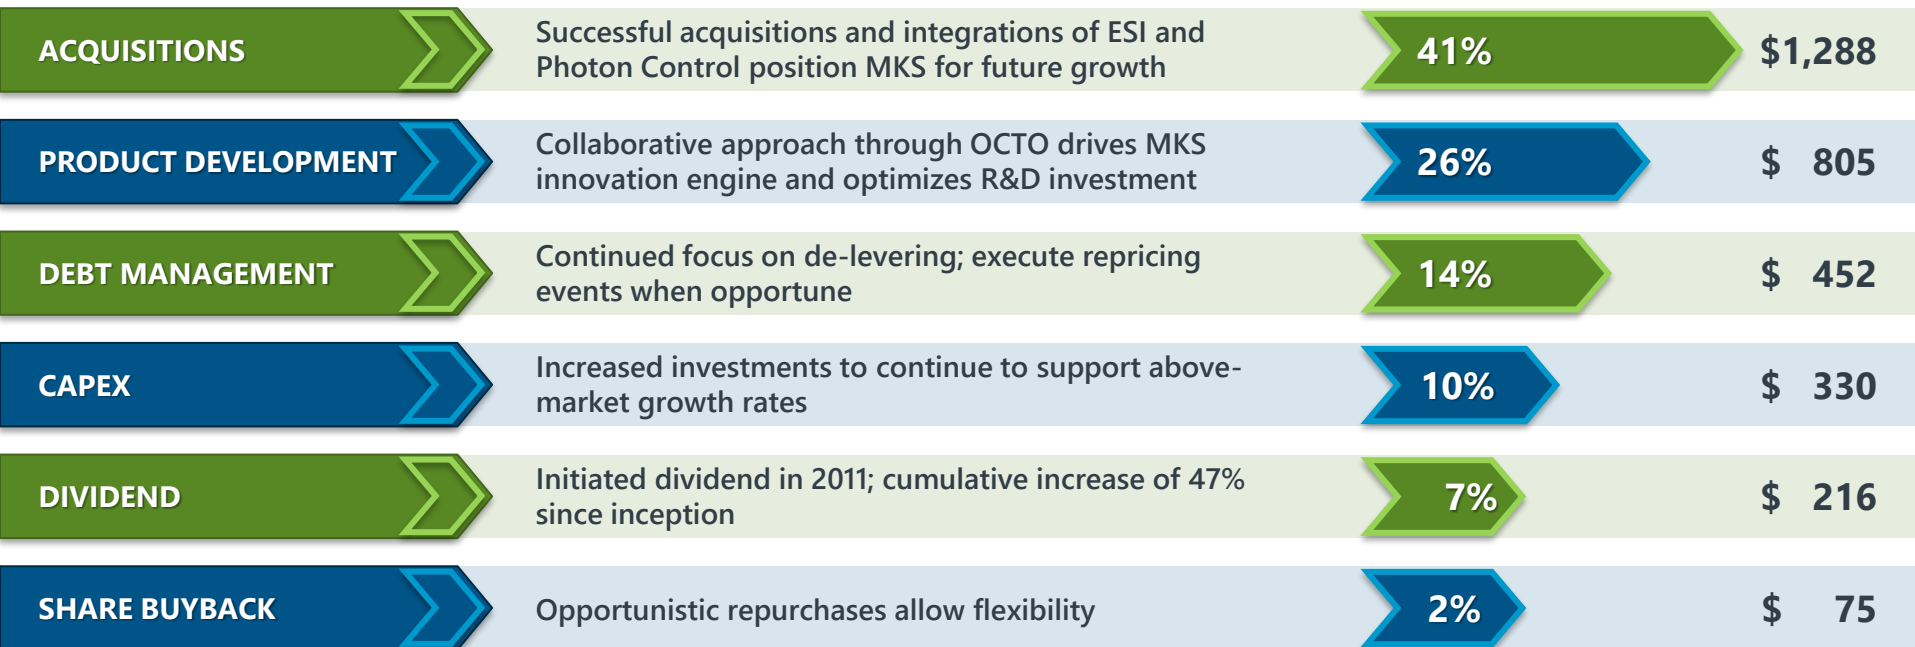 ACQUISITIONS
Successful acquisitions and integrations of ESI and
Photon Control position MKS for future growth
41%
$1,288
PRODUCT DEVELOPMENT
Collaborative approach through OCTO drives MKS
innovation engine and optimizes R&D investment
26%
$ 805
DEBT MANAGEMENT
Continued focus on de-levering; execute repricing
events when opportune
14%
$ 452
CAPEX
Increased investments to continue to support above-
market growth rates
10%
$ 330
DIVIDEND
Initiated dividend in 2011; cumulative increase of 47%
since inception
7%
$ 216
SHARE BUYBACK
Opportunistic repurchases allow flexibility
2%
$ 75